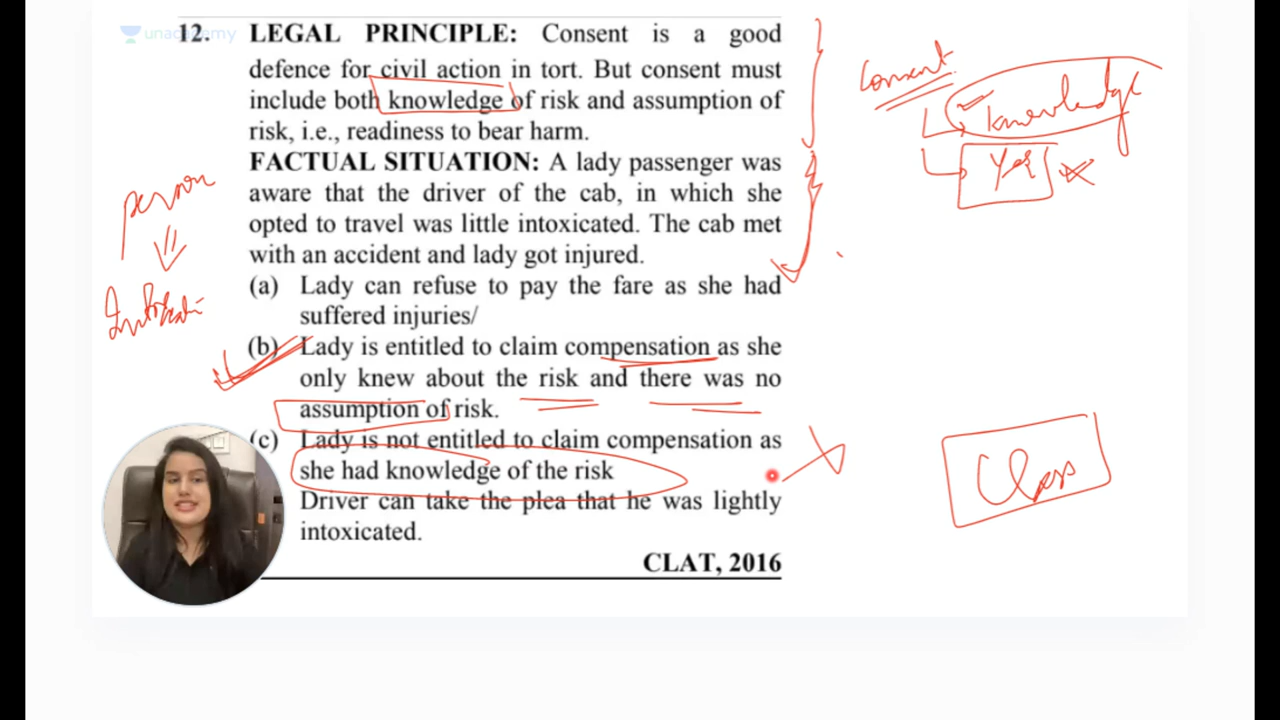 unacademy
12. LEGAL PRINCIPLE: Consent is a good
defence for civil action in tort. But consent must
include both knowledge of risk and assumption of
risk, i.e., readiness to bear harm.
FACTUAL SITUATION: A lady passenger was
aware that the driver of the cab, in which she
opted to travel was little intoxicated. The cab met
with an accident and lady got injured.
(a) Lady can refuse to pay the fare as she had
suffered injuries/
(b) Lady is entitled to claim compensation as she
only knew about the risk and there was no
assumption of risk.
(c) Lady is not entitled to claim compensation as
she had knowledge of the risk
Driver can take the plea that he was lightly
intoxicated.
CLAT, 2016
Consent
knowledge
Yes
person